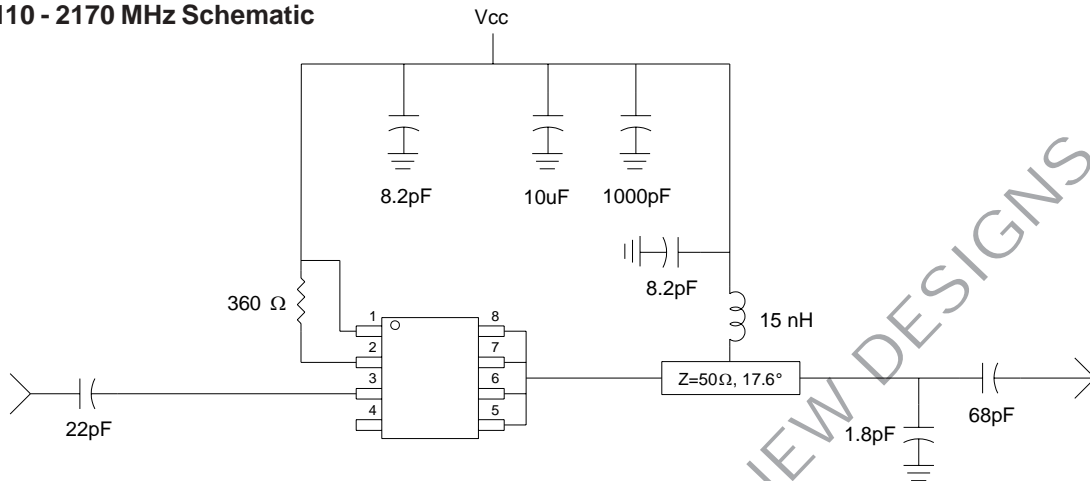 110 - 2170 MHz Schematic
Vcc
8.2pF
10uF
1000pF
8.2pF
15 nH
360 Ω
1
8
2
7
3
6
4
5
Z=50Ω, 17.6°
22pF
1.8pF
68pF
NEW DESIGNS